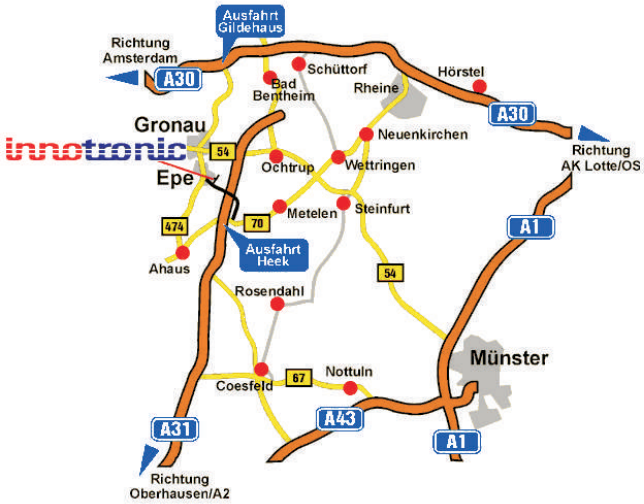 Ausfahrt
Gildehaus
Richtung
Amsterdam
A30
Schüttorf
Hörstel
Bad
Bentheim
Rheine
A30
Gronau
Neuenkirchen
innotronic
54
Richtung
AK Lotte/OS
Epe
Ochtrup
Wettringen
Metelen
Steinfurt
A1
474
70
Ausfahrt
Heek
Ahaus
54
Rosendahl
Münster
Nottuln
67
Coesfeld
A43
A31
A1
Richtung
Oberhausen/A2